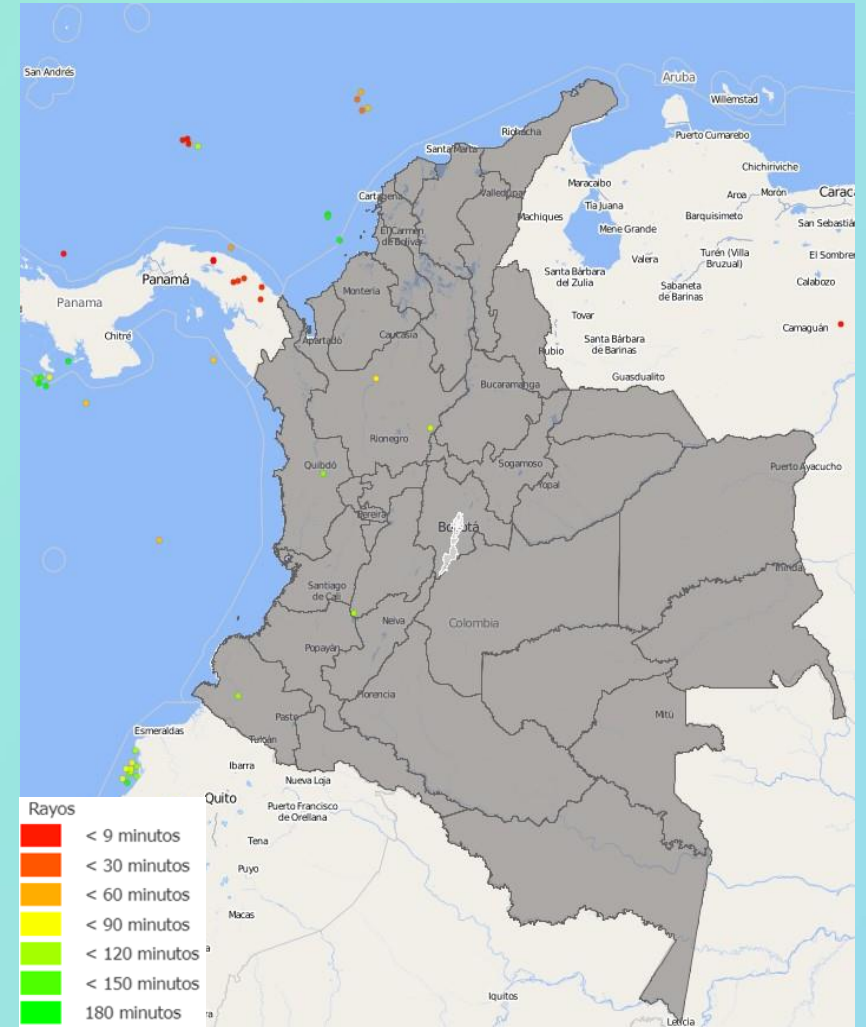 San Andrés
Aruba
Willemstad
Riohacha
Puerto Cumarebo
Santa Marta
Chichiriviche
Maracaibo
Cartagena
Valledupar
Aroa
Morón
Carac
Tía Juana
Machiques
Barquisimeto
San Sebastiá
El Carmen
de Bolívar
Mene Grande
Valera
Turén (Villa
Bruzual)
El Sombrer
Panamá
Santa Bárbara
del Zulia
Calabozo
Panama
Montería
Sabaneta
de Barinas
Tovar
Chitré
Apartadó
Caucasia
Camaguán
Santa Bárbara
de Barinas
Rubio
Guasdualito
Bucaramanga
Rionegro
Quibdó
Sogamoso
Puerto Ayacucho
Yopal
Pereira
Bogotá
Inírida
Santiago
de Cali
Neiva
Colombia
Popayán
Florencia
Mitú
Pasto
Esmeraldas
Tulcán
Ibarra
Nueva Loja
Quito
Puerto Francisco
de Orellana
Tena
Puyo
Macas
Iquitos
Leticia
Rayos
< 9 minutos
< 30 minutos
< 60 minutos
< 90 minutos
< 120 minutos
< 150 minutos
180 minutos